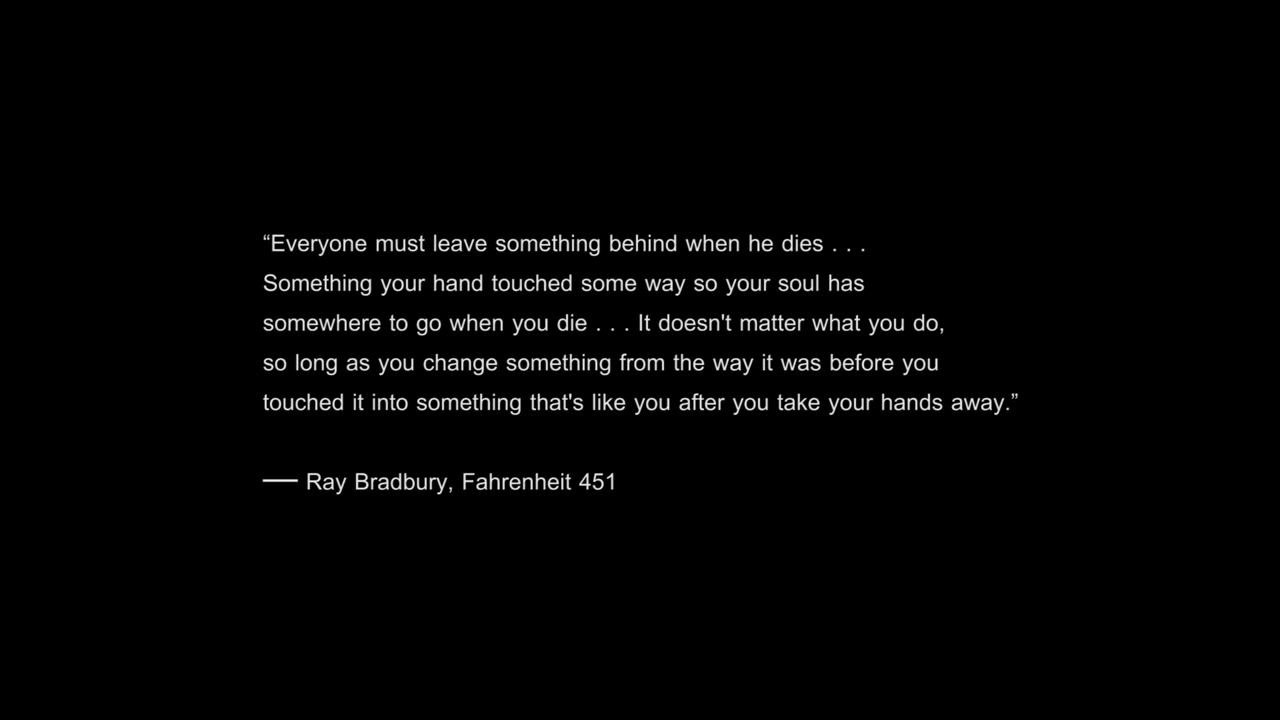 “Everyone must leave something behind when he dies . . .
Something your hand touched some way so your soul has
somewhere to go when you die . . . It doesn't matter what you do,
so long as you change something from the way it was before you
touched it into something that's like you after you take your hands away.”
—– Ray Bradbury, Fahrenheit 451